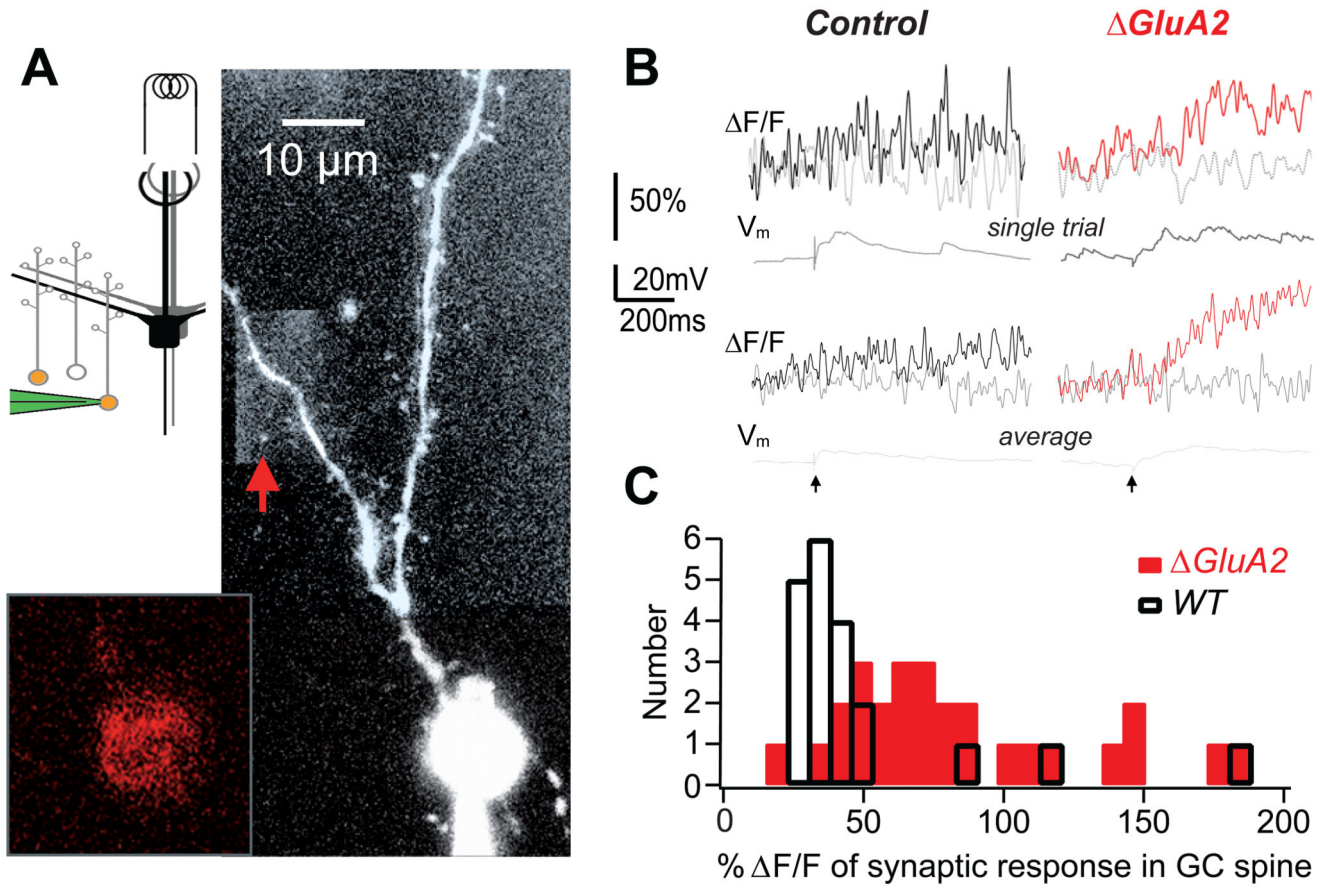 A
10 µm
B
Control
ΔGluA2
ΔF/F
50%
Vm
single trial
20mV
200ms
ΔF/F
Vm
average
C
6
5
4
3
2
1
0
Number
ΔGluA2
WT
0
50
100
150
200
% ΔF/F of synaptic response in GC spine